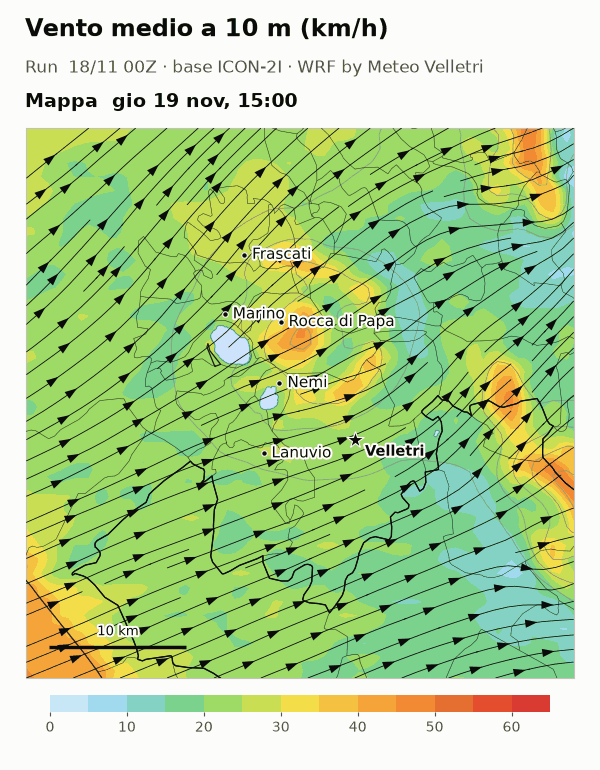 Vento medio a 10 m (km/h)
Run  18/11 00Z · base ICON-2I · WRF by Meteo Velletri
Mappa  gio 19 nov, 15:00
Frascati
Marino
Rocca di Papa
Nemi
Velletri
Lanuvio
10 km
0 10 20 30 40 50 60